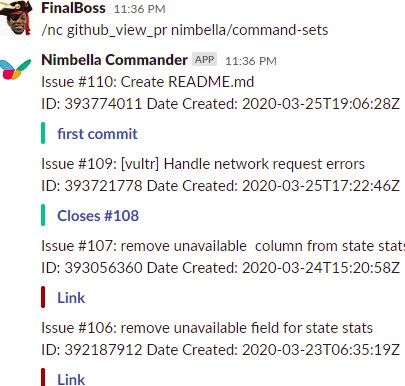 FinalBoss 11:36 PM
/nc github_view_pr nimbella/command-sets
Nimbella Commander APP 11:36 PM
Issue #110: Create README.md
ID: 393774011 Date Created: 2020-03-25T19:06:28Z
first commit
Issue #109: [vultr] Handle network request errors
ID: 393721778 Date Created: 2020-03-25T17:22:46Z
Closes #108
Issue #107: remove unavailable column from state stats
ID: 393056360 Date Created: 2020-03-24T15:20:58Z
Link
Issue #106: remove unavailable field for state stats
ID: 392187912 Date Created: 2020-03-23T06:35:19Z
Link